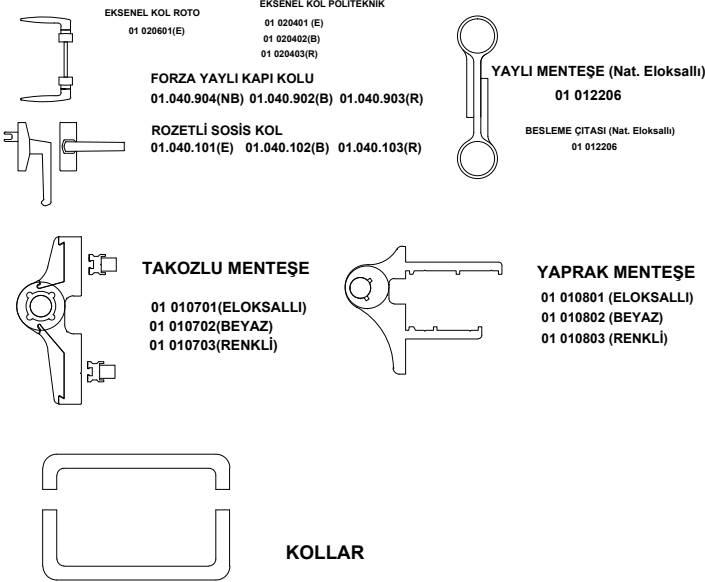 EKSENEL KOL ROTO
01 020601(E)
EKSENEL KOL POLİTEKNİK
01 020401 (E)
01 020402(B)
01 020403(R)
FORZA YAYLI KAPI KOLU
01.040.904(NB) 01.040.902(B) 01.040.903(R)
ROZETLİ SOSİS KOL
01.040.101(E) 01.040.102(B) 01.040.103(R)
YAYLI MENTEŞE (Nat. Eloksallı)
01 012206
BESLEME ÇITASI (Nat. Eloksallı)
01 012206
TAKOZLU MENTEŞE
01 010701(ELOKSALLI)
01 010702(BEYAZ)
01 010703(RENKLİ)
YAPRAK MENTEŞE
01 010801 (ELOKSALLI)
01 010802 (BEYAZ)
01 010803 (RENKLİ)
KOLLAR